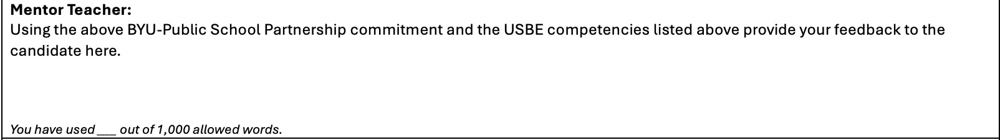 Mentor Teacher:
Using the above BYU-Public School Partnership commitment and the USBE competencies listed above provide your feedback to the
candidate here.
You have used ___ out of 1,000 allowed words.